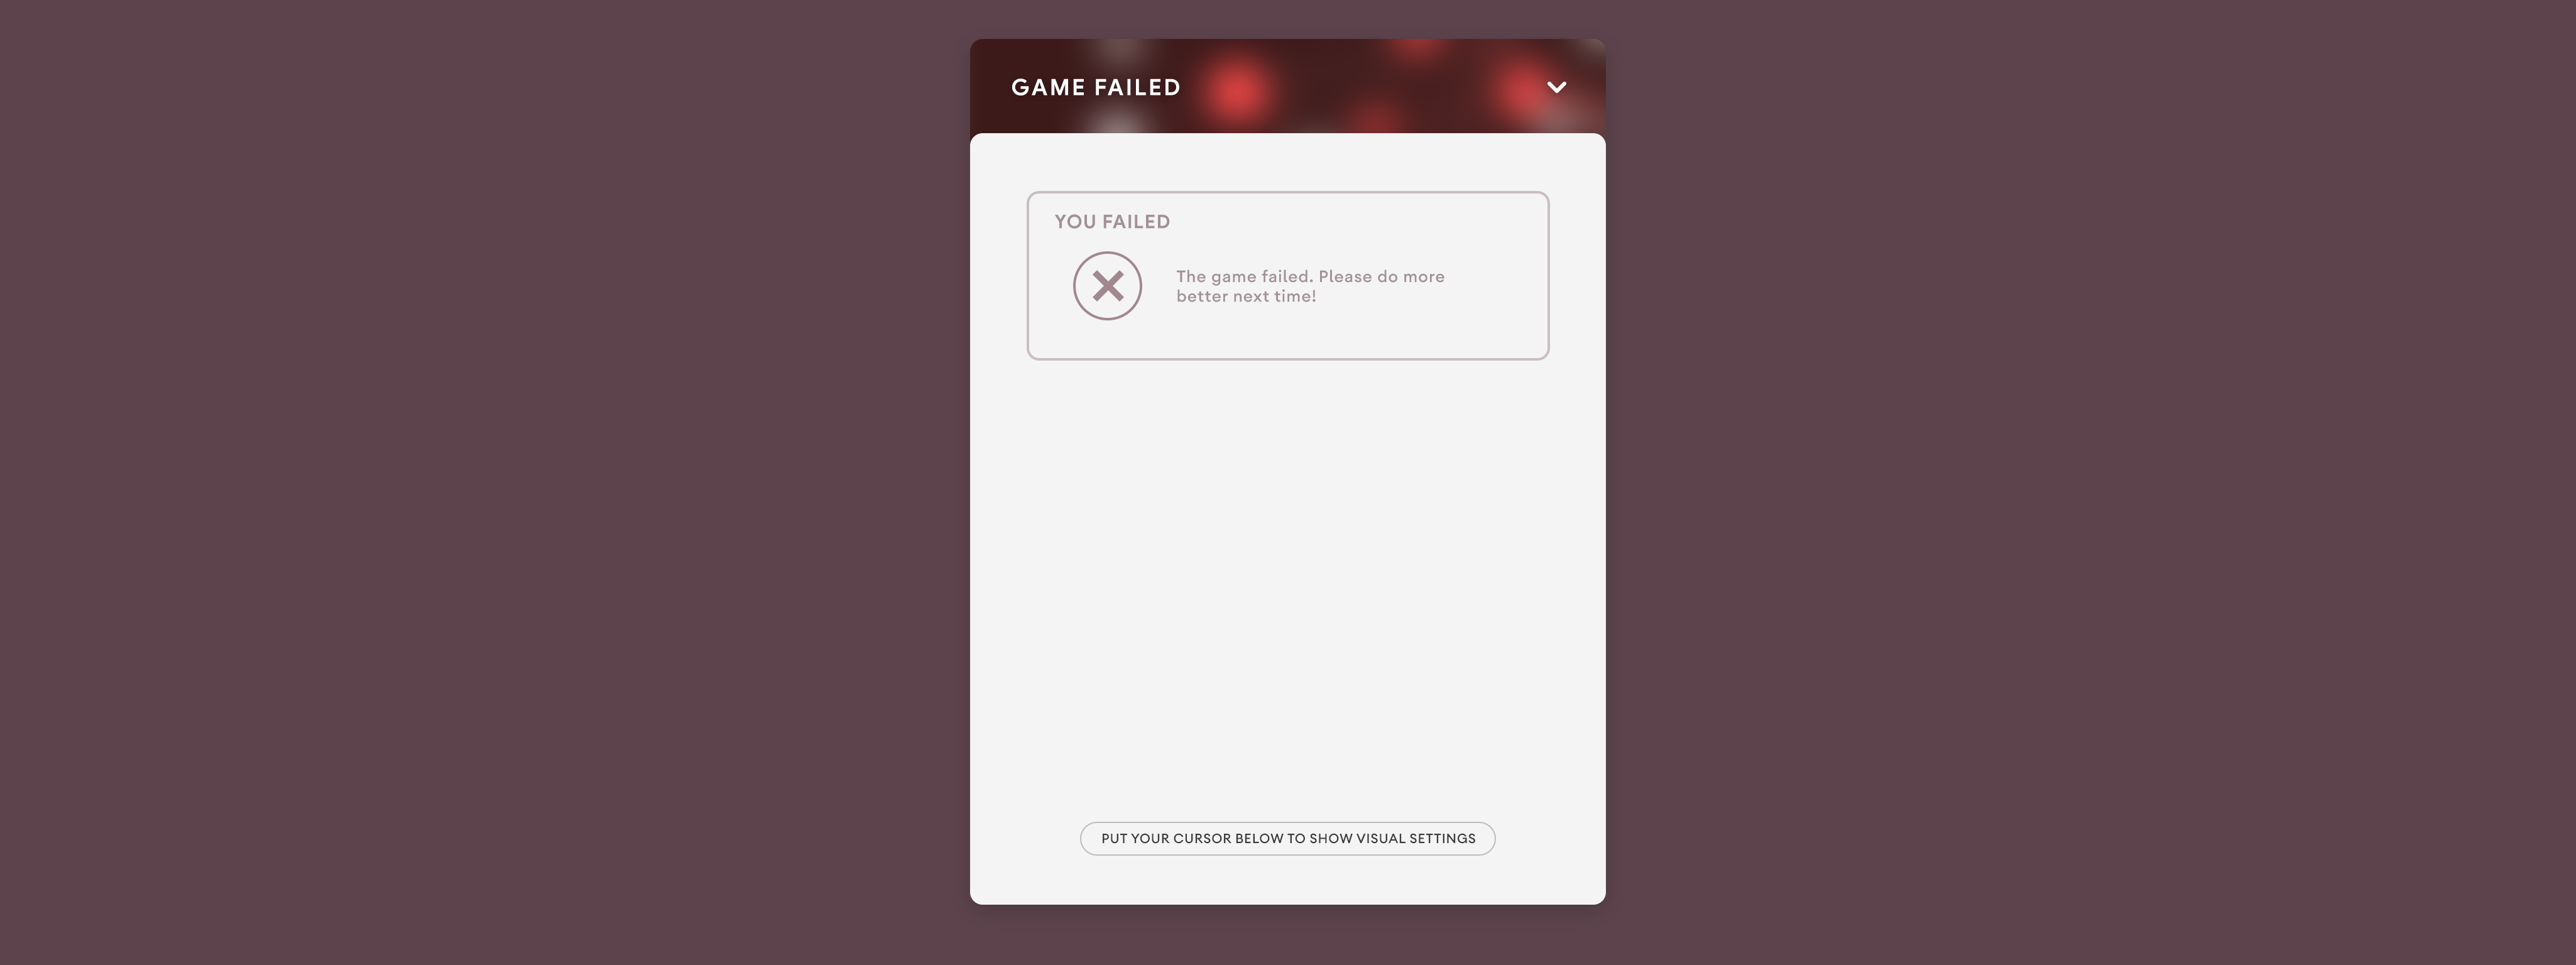 GAME FAILED
YOU FAILED
The game failed. Please do more
better next time!
PUT YOUR CURSOR BELOW TO SHOW VISUAL SETTINGS